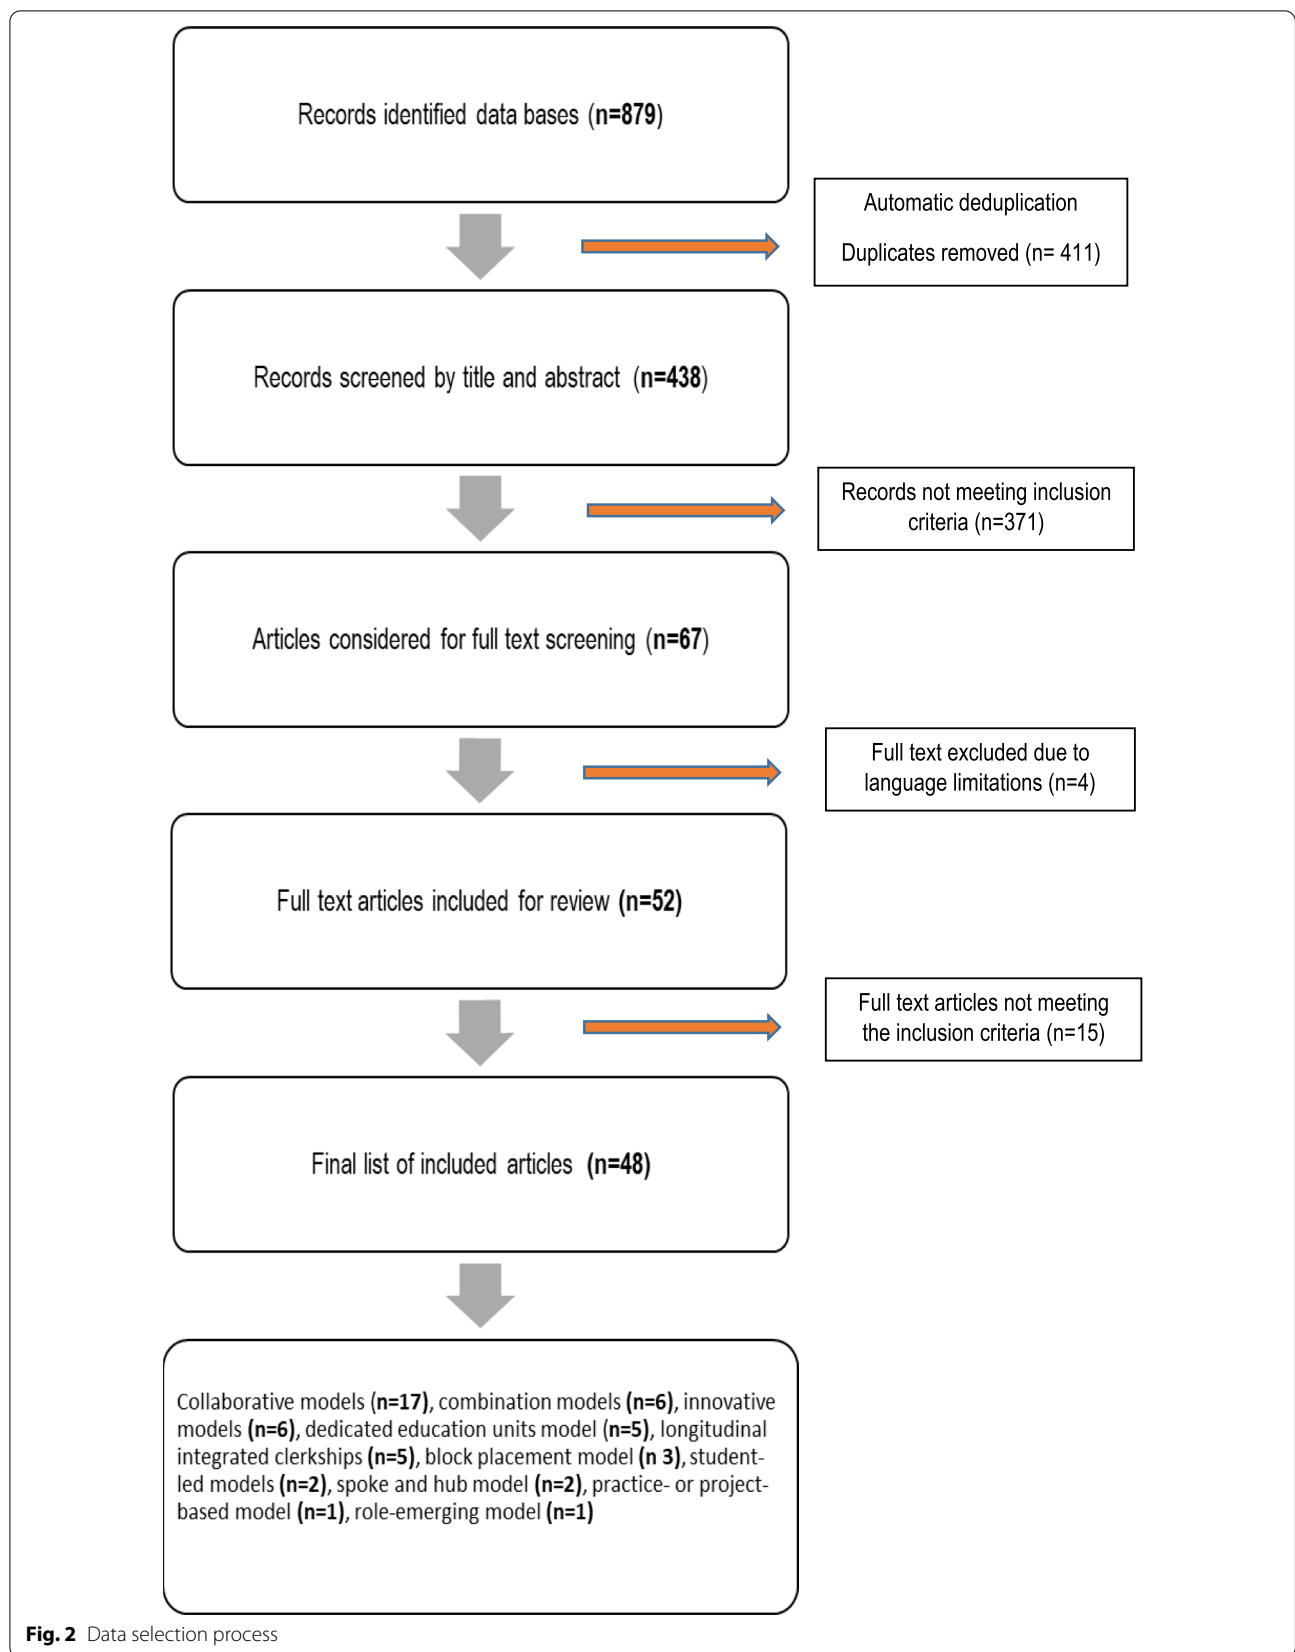 Records identified data bases (n=879)
Automatic deduplication
Duplicates removed (n= 411)
Records screened by title and abstract (n=438)
Records not meeting inclusion
criteria (n=371)
Articles considered for full text screening (n=67)
Full text excluded due to
language limitations (n=4)
Full text articles included for review (n=52)
Full text articles not meeting
the inclusion criteria (n=15)
Final list of included articles (n=48)
Collaborative models (n=17), combination models (n=6), innovative
models (n=6), dedicated education units model (n=5), longitudinal
integrated clerkships (n=5), block placement model (n 3), student-
led models (n=2), spoke and hub model (n=2), practice- or project-
based model (n=1), role-emerging model (n=1)
Fig. 2 Data selection process